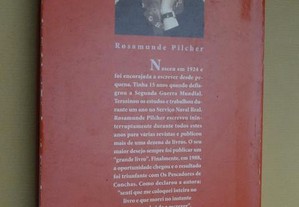 Rosamunde Pilcher
Nasceu em 1924 e
foi encorajada a escrever desde pe-
quena. Tinha 15 anos quando defla-
grou a Segunda Guerra Mundial.
Terminou os estudos e trabalhou du-
rante um ano no Serviço Naval Real.
Rosamunde Pilcher escreveu inin-
terruptamente durante todos estes
anos para várias revistas e publicou
mais de uma dezena de livros. O seu
maior desejo sempre foi publicar um
"grande livro". Finalmente, em 1988,
a oportunidade chegou e o resultado
foi triunfante com Os Pescadores de
Conchas. Como declarou a autora:
"senti que me coloquei inteira no
livro e que morri no instante